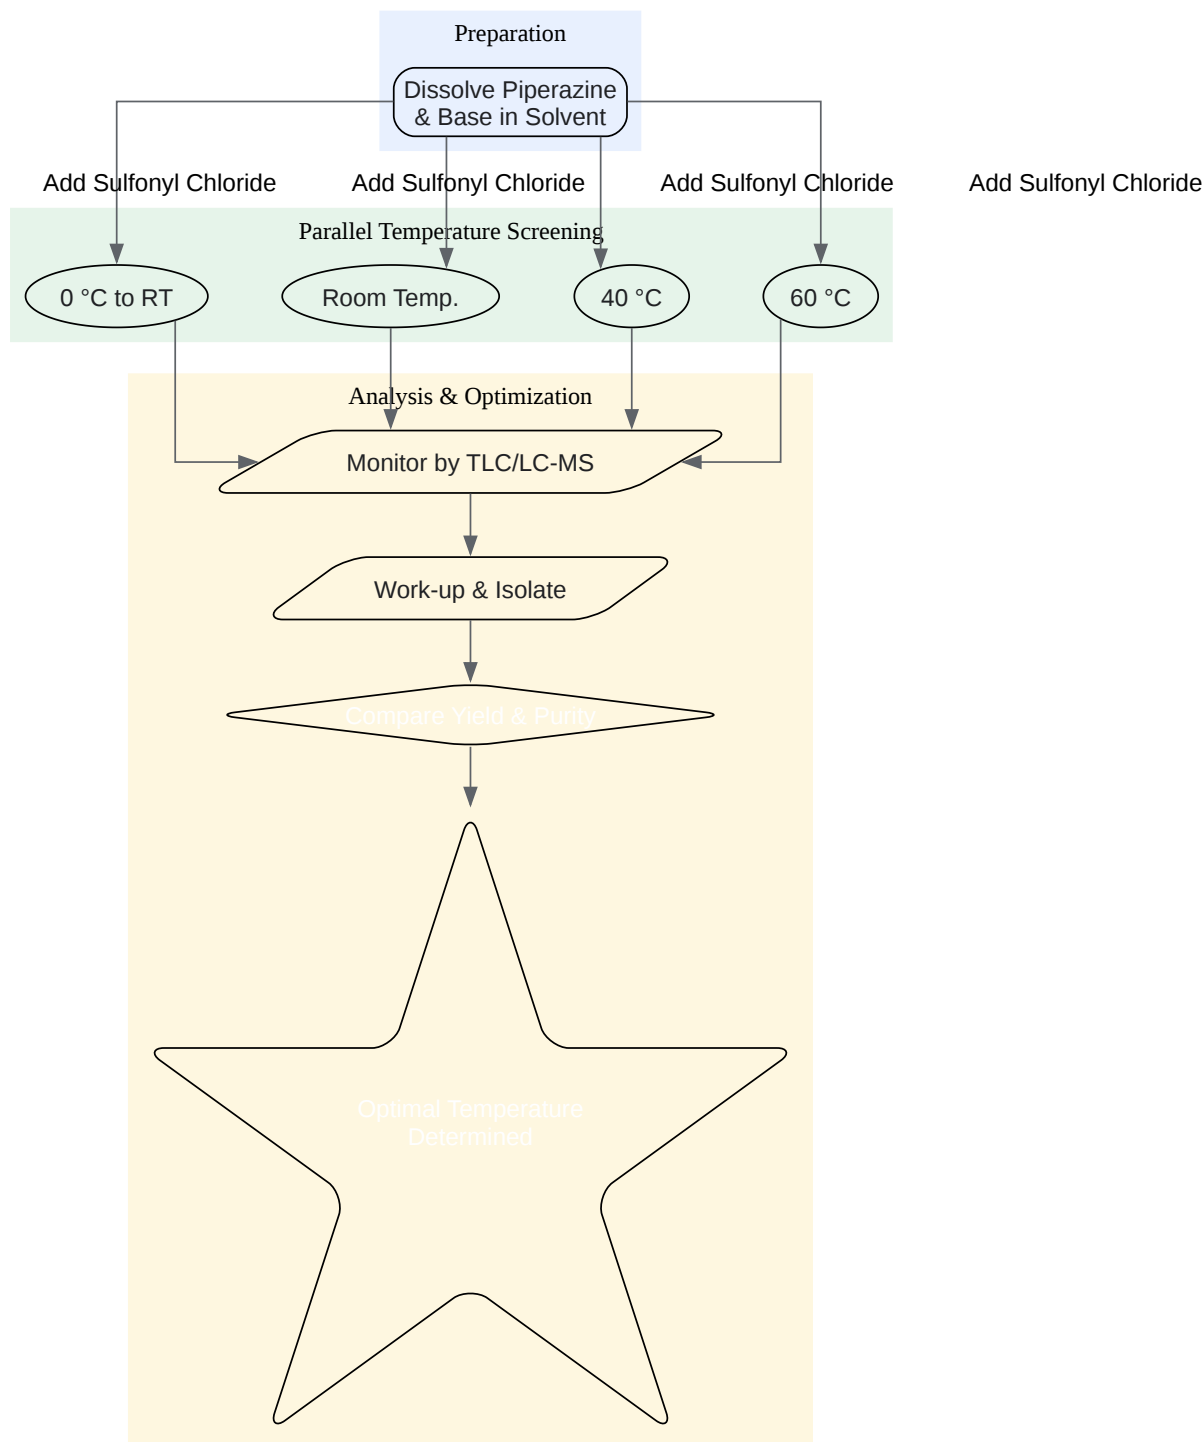 Preparation
Dissolve Piperazine
& Base in Solvent
Add Sulfonyl Chloride
Add Sulfonyl Chloride
Add Sulfonyl Chloride
Add Sulfonyl Chloride
Parallel Temperature Screening
0 °C to RT
Room Temp.
40 °C
60 °C
Analysis & Optimization
Monitor by TLC/LC-MS
Work-up & Isolate
Compare Yield & Purity
Optimal Temperature
Determined